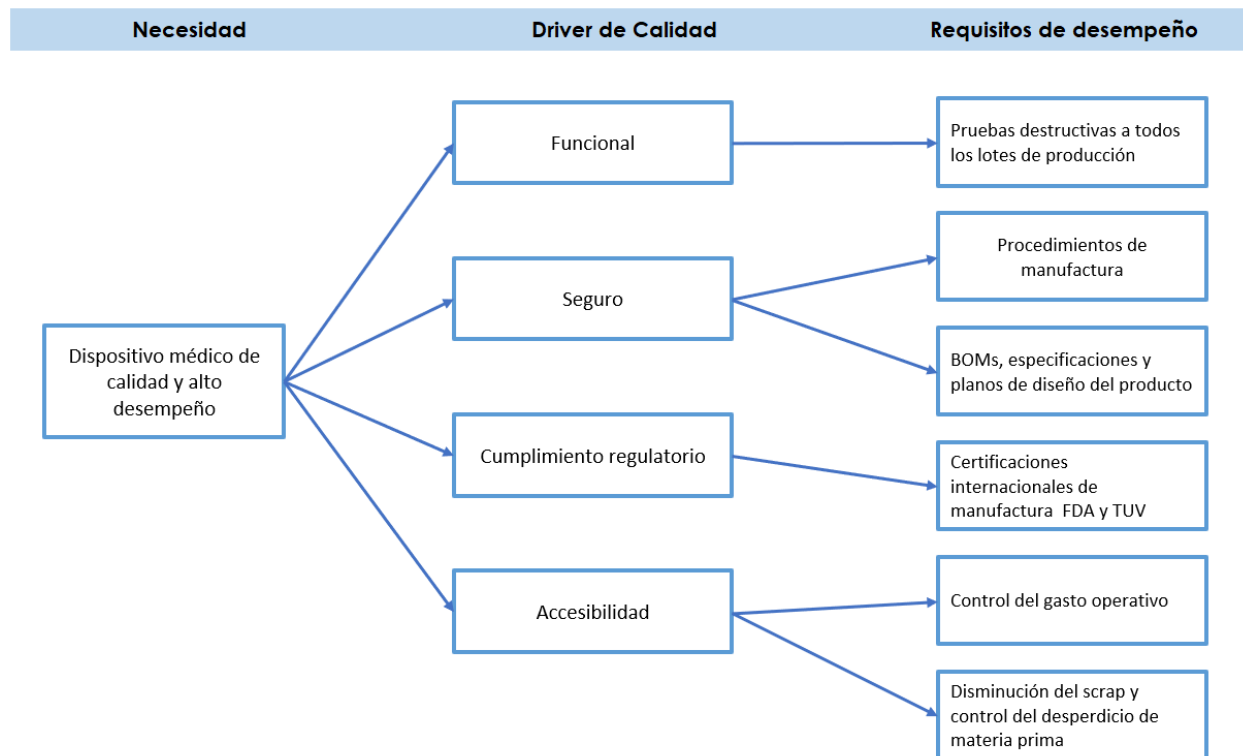 Necesidad
Driver de Calidad
Requisitos de desempeño
Dispositivo médico de
calidad y alto
desempeño
Funcional
Seguro
Cumplimiento regulatorio
Accesibilidad
Pruebas destructivas a todos
los lotes de producción
Procedimientos de
manufactura
BOMs, especificaciones y
planos de diseño del producto
Certificaciones
internacionales de
manufactura FDA y TUV
Control del gasto operativo
Disminución del scrap y
control del desperdicio de
materia prima